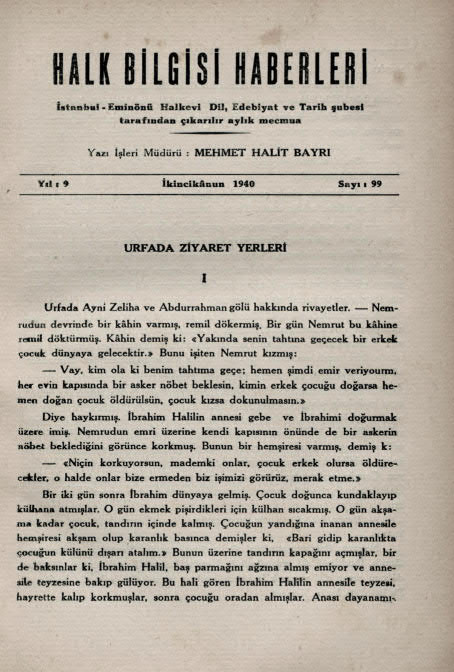 HALK BİLGİSİ HABERLERİ
İstanbul - Eminönü Halkevi Dil, Edebiyat ve Tarih şubesi
tarafından çıkarılır aylık mecmua
Yazı İşleri Müdürü : MEHMET HALİT BAYRI
Yıl : 9 İkincikânun 1940 Sayı : 99
URFADA ZİYARET YERLERİ
I
Urfada Ayni Zeliha ve Abdurrahman gölü hakkında rivayetler. — Nem-
rudun devrinde bir kâhin varmış, remil dökermiş. Bir gün Nemrut bu kâhine
remil döktürmüş. Kâhin demiş ki: «Yakında senin tahtına geçecek bir erkek
çocuk dünyaya gelecektir.» Bunu işiten Nemrut kızmış:
— Vay, kim ola ki benim tahtıma geçe; hemen şimdi emir veriyourm,
her evin kapısında bir asker nöbet beklesin, kimin erkek çocuğu doğarsa he-
men doğan çocuk öldürülsün, çocuk kızsa dokunulmasın.»
Diye haykırmış. İbrahim Halilin annesi gebe ve İbrahimi doğurmak
üzere imiş. Nemrudun emri üzerine kendi kapısının önünde de bir askerin
nöbet beklediğini görünce korkmuş. Bunun bir hemşiresi varmış, demiş k:
— «Niçin korkuyorsun, mademki onlar, çocuk erkek olursa öldüre-
cekler, o halde onlar bize ermeden biz işimizi görürüz, merak etme.»
Bir iki gün sonra İbrahim dünyaya gelmiş. Çocuk doğunca kundaklayıp
külhana atmışlar. O gün ekmek pişirdikleri için külhan sıcakmış. O gün akşa-
ma kadar çocuk, tandırın içinde kalmış. Çocuğun yandığına inanan annesile
hemşiresi akşam olup karanlık basınca demişler ki, «Bari gidip karanlıkta
çocuğun külünü dışarı atalım.» Bunun üzerine tandırın kapağını açmışlar, bir
de baksınlar ki, İbrahim Halil, baş parmağını ağzına almış emiyor ve anne-
sile teyzesine bakıp gülüyor. Bu hali gören İbrahim Halilin annesile teyzesi,
hayrette kalıp korkmuşlar, sonra çocuğu oradan almışlar. Anası dayanamı-